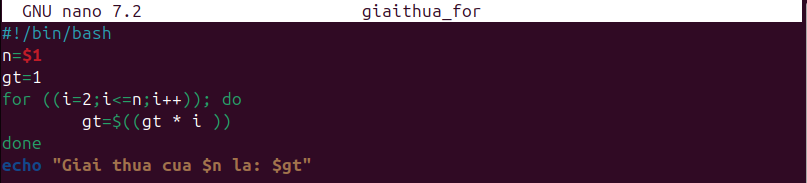 GNU nano 7.2 giaithua_for
#!/bin/bash
n=$1
gt=1
for ((i=2;i<=n;i++)); do
        gt=$((gt * i ))
done
echo "Giai thua cua $n la: $gt"